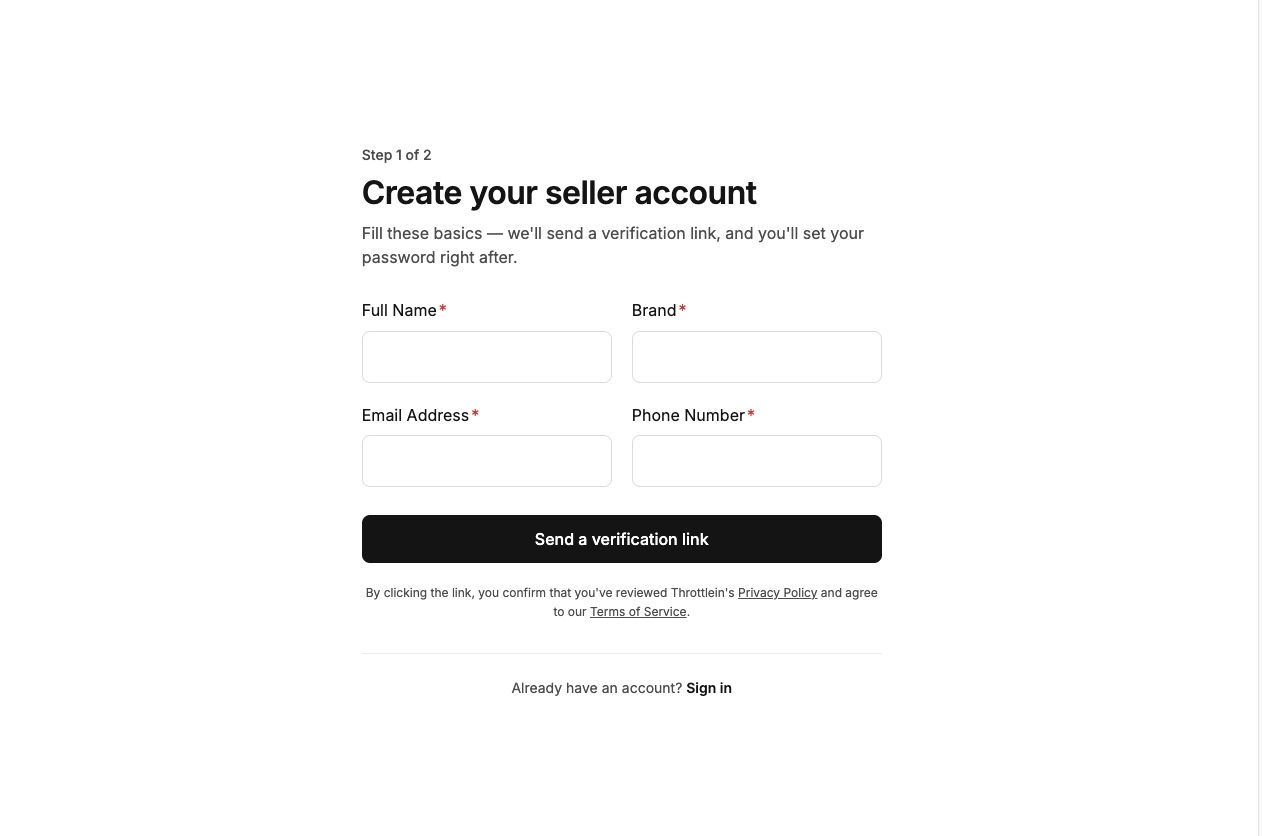 Step 1 of 2
Create your seller account
Fill these basics — we'll send a verification link, and you'll set your
password right after.
Full Name*
Brand*
Email Address*
Phone Number*
Send a verification link
By clicking the link, you confirm that you've reviewed Throttlein's Privacy Policy and agree
to our Terms of Service.
Already have an account? Sign in